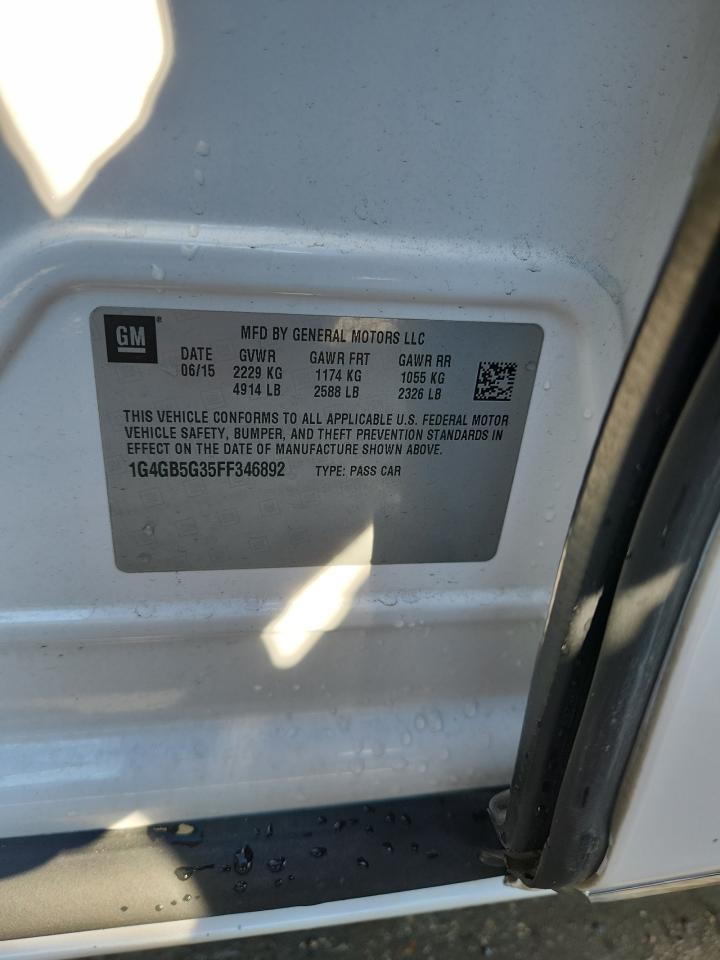 GM® MFD BY GENERAL MOTORS LLC
DATE GVWR GAWR FRT GAWR RR
06/15 2229 KG 1174 KG 1055 KG
4914 LB 2588 LB 2326 LB
THIS VEHICLE CONFORMS TO ALL APPLICABLE U.S. FEDERAL MOTOR
VEHICLE SAFETY, BUMPER, AND THEFT PREVENTION STANDARDS IN
EFFECT ON THE DATE OF MANUFACTURE SHOWN ABOVE.
1G4GB5G35FF346892 TYPE: PASS CAR